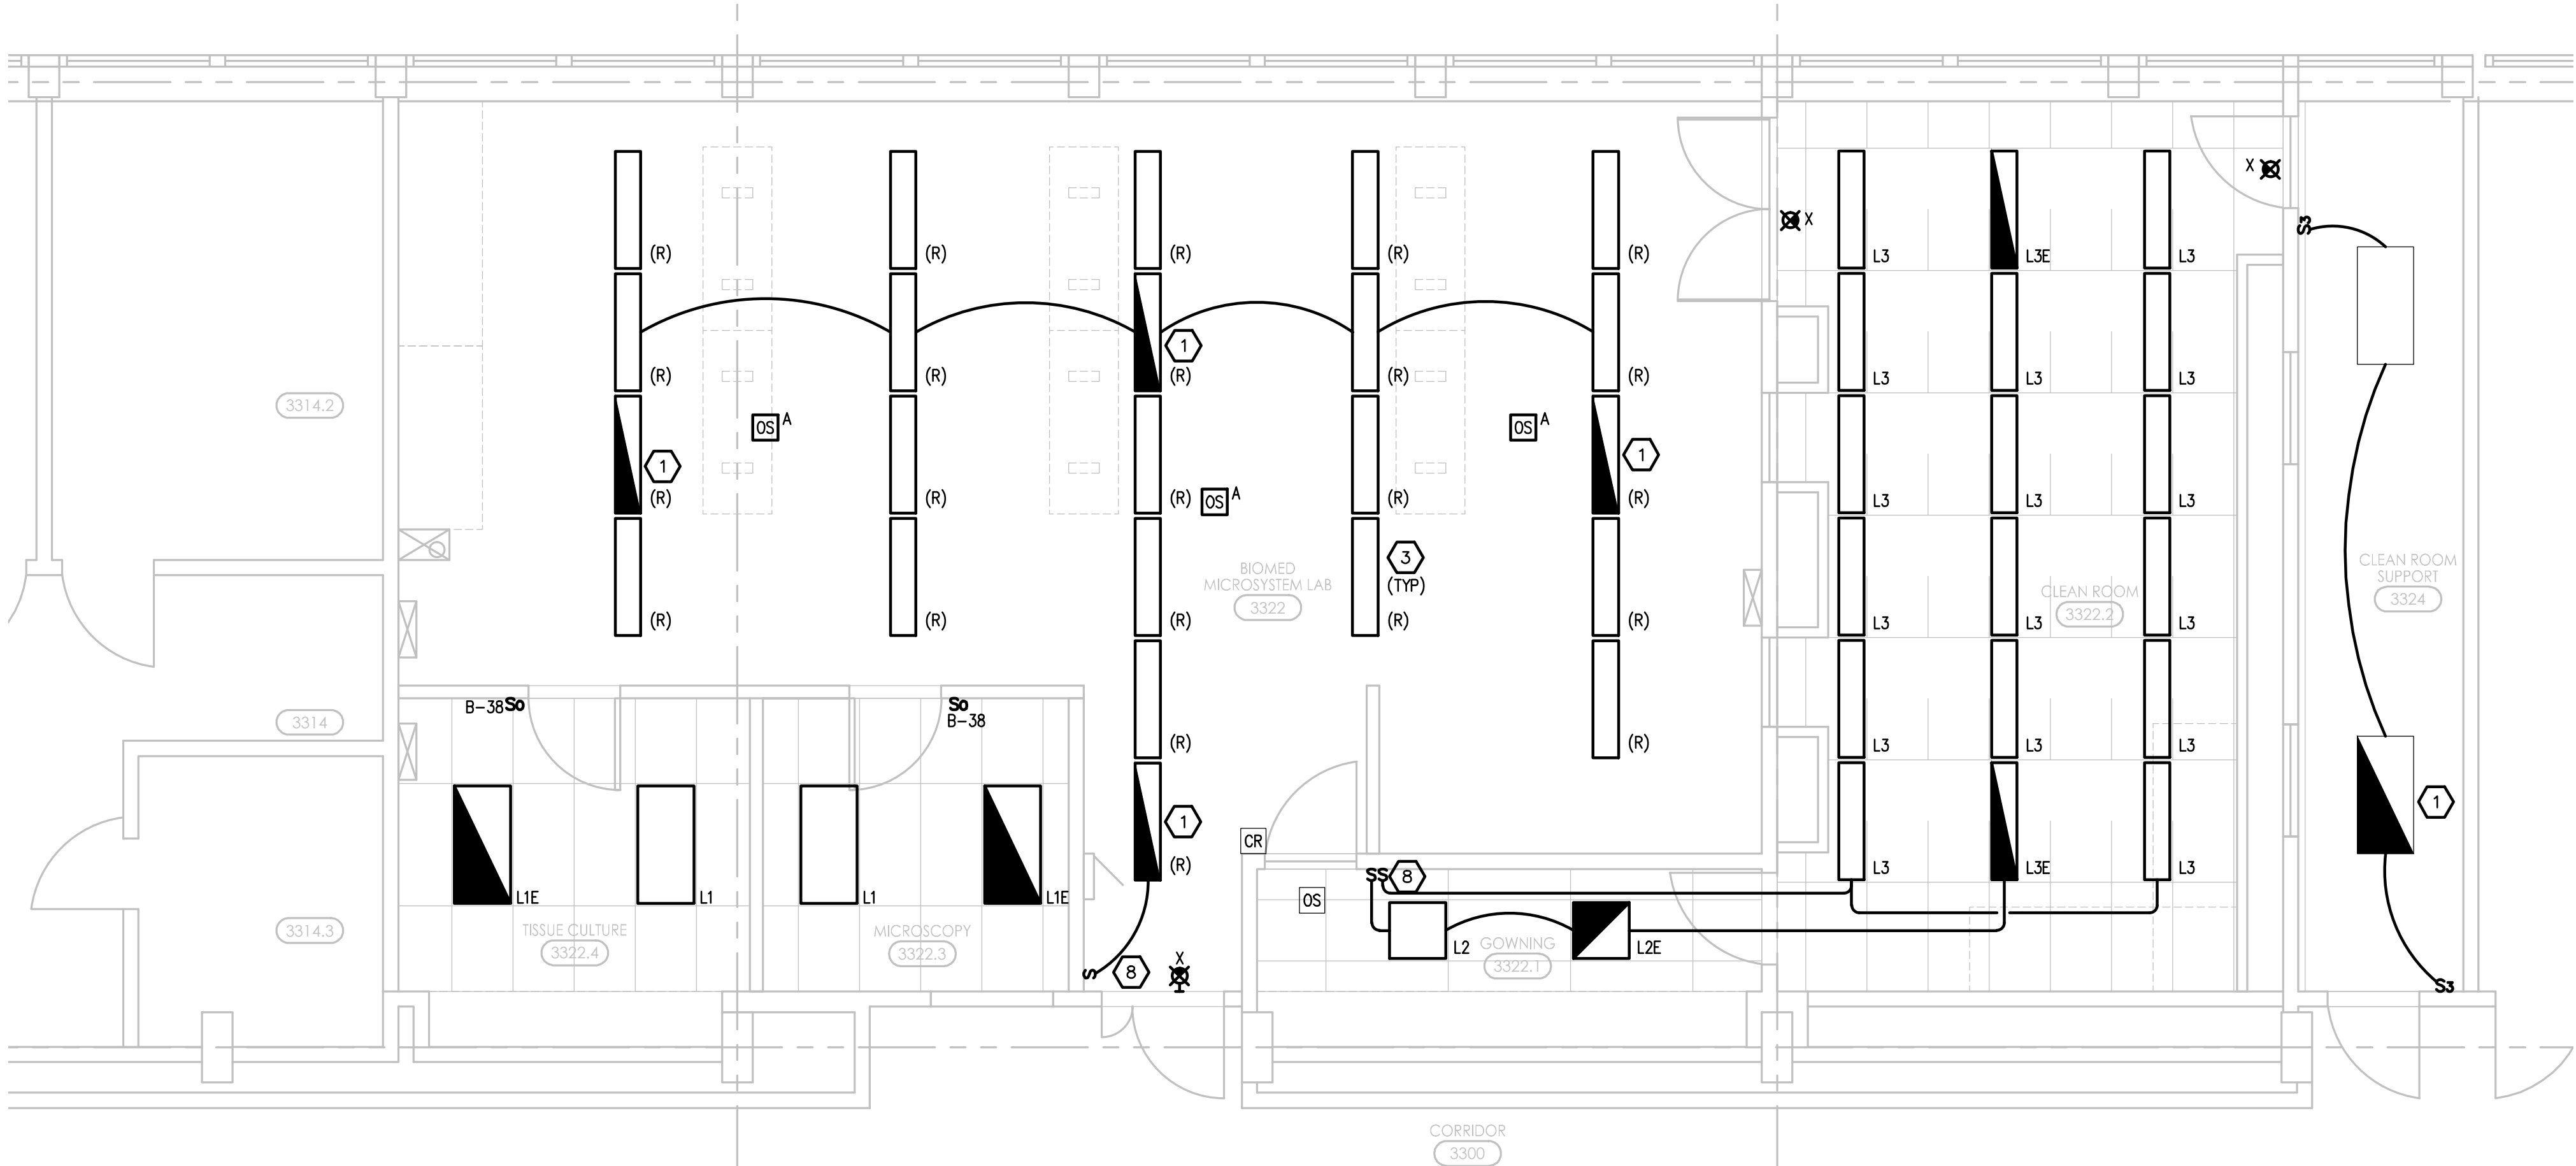 X
X
S3
(R)
(R)
(R)
(R)
(R)
L3
L3E
L3
1
(R)
(R)
(R)
(R)
(R)
L3
L3
L3
3314.2
OS A
OS A
1
1
(R)
(R)
(R)
OS A
(R)
(R)
L3
L3
L3
3
(TYP)
BIOMED
MICROSYSTEM LAB
3322
CLEAN ROOM
3322.2
CLEAN ROOM
SUPPORT
3324
(R)
(R)
(R)
(R)
(R)
L3
L3
L3
3314
B-38 So
So
B-38
(R)
(R)
L3
L3
L3
1
1
CR
(R)
SS
8
L3
L3E
L3
L1E
L1
L1
L1E
OS
3314.3
TISSUE CULTURE
3322.4
MICROSCOPY
3322.3
L2
GOWNING
3322.1
L2E
S
8
X
S3
CORRIDOR
3300